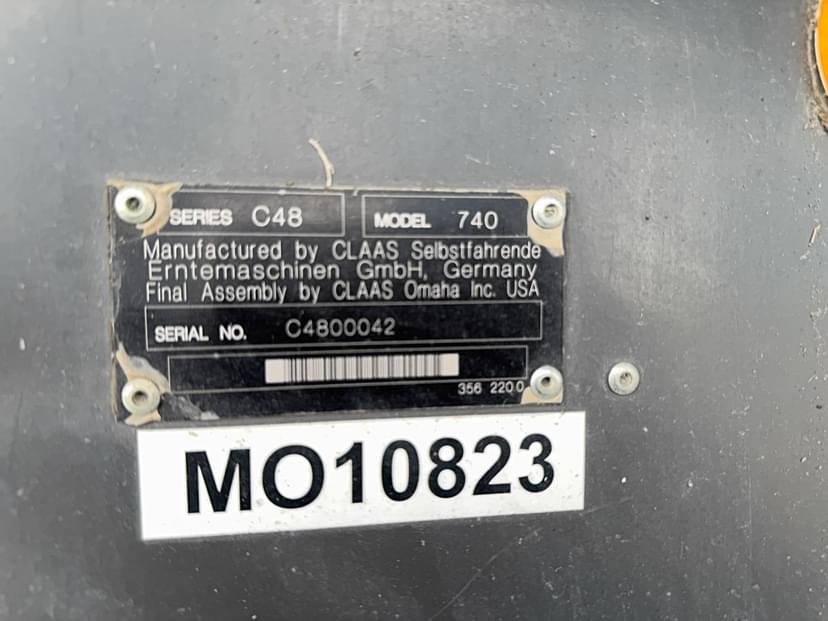 SERIES C48 MODEL 740
Manufactured by CLAAS Selbstfahrende
Erntemaschinen GmbH, Germany
Final Assembly by CLAAS Omaha Inc. USA
SERIAL NO. C4800042
356 220 0
MO10823